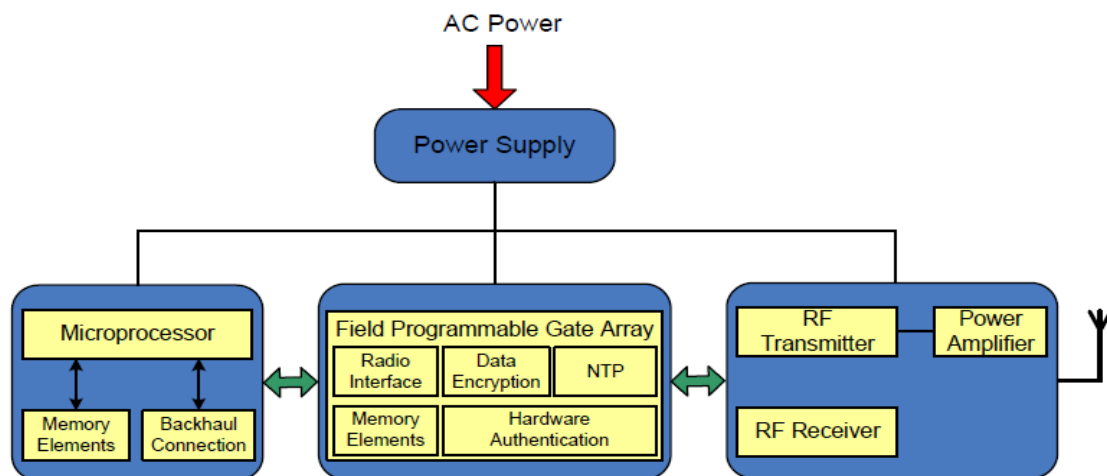 AC Power
Power Supply
Microprocessor
Memory
Elements
Backhaul
Connection
Field Programmable Gate Array
Radio
Interface
Data
Encryption
NTP
Memory
Elements
Hardware
Authentication
RF
Transmitter
Power
Amplifier
RF Receiver